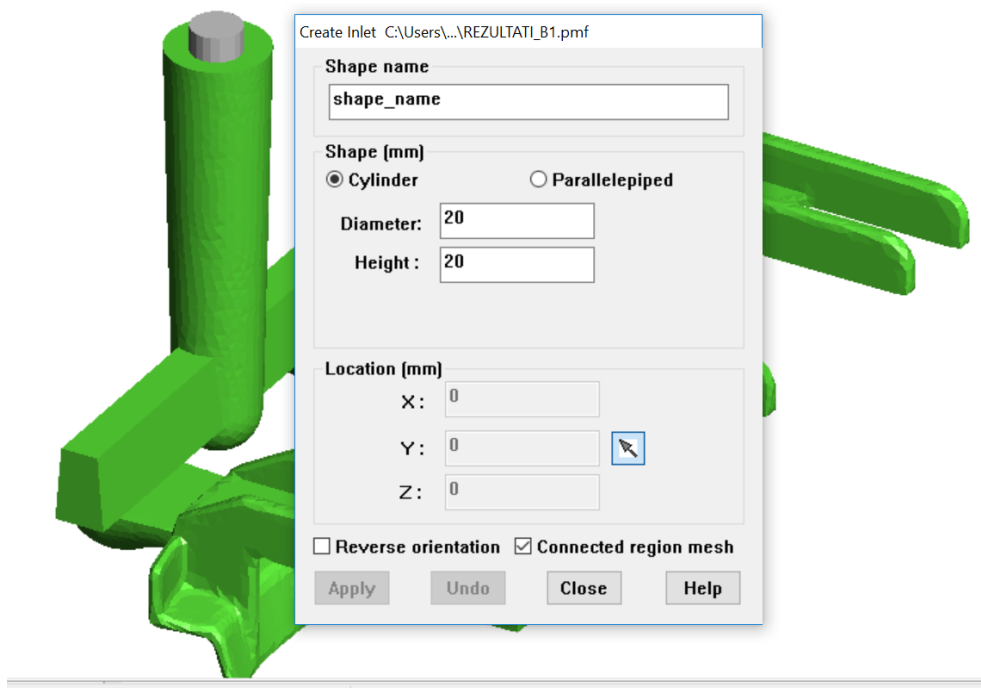 Create Inlet C:\Users\...\REZULTATI_B1.pmf
Shape name
shape_name
Shape (mm)
Cylinder Parallelepiped
Diameter: 20
Height : 20
Location (mm)
X: 0
Y: 0
Z: 0
Reverse orientation Connected region mesh
Apply Undo Close Help